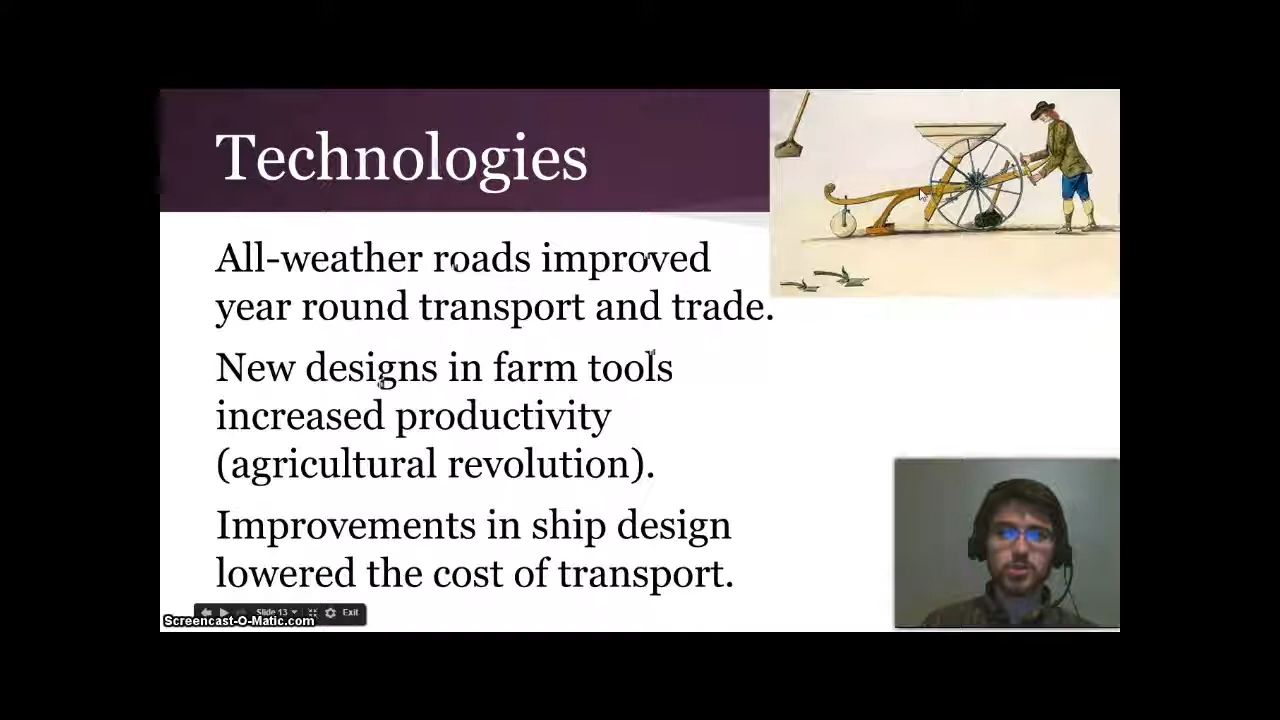 Technologies
All-weather roads improved
year round transport and trade.
New designs in farm tools
increased productivity
(agricultural revolution).
Improvements in ship design
lowered the cost of transport.
Slide 13
Exit
Screencast-O-Matic.com